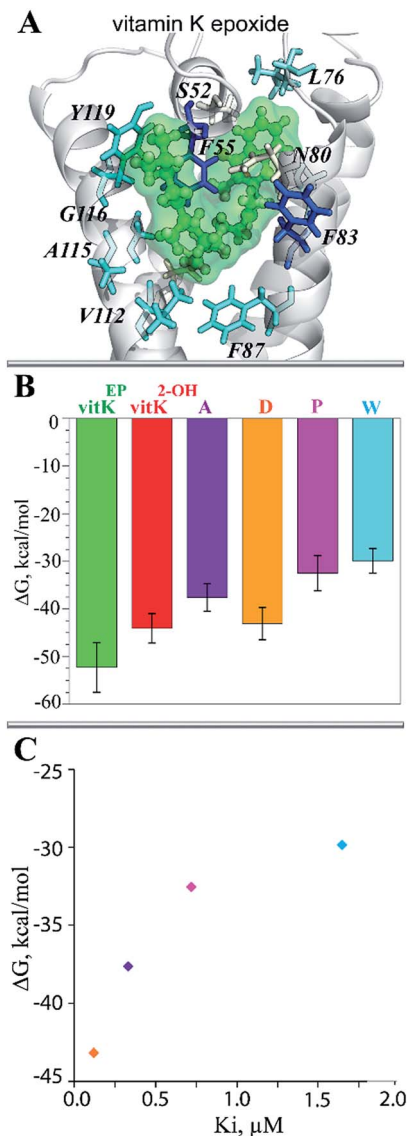 A
vitamin K epoxide
S52
L76
Y119
F55
N80
G116
F83
A115
V112
F87
B
EP 2-OH
vitK vitK A D P W
0
-10
-20
-30
-40
-50
-60
ΔG, kcal/mol
C
-25
-30
-35
-40
-45
ΔG, kcal/mol
0.0 0.5 1.0 1.5 2.0
Ki, μM